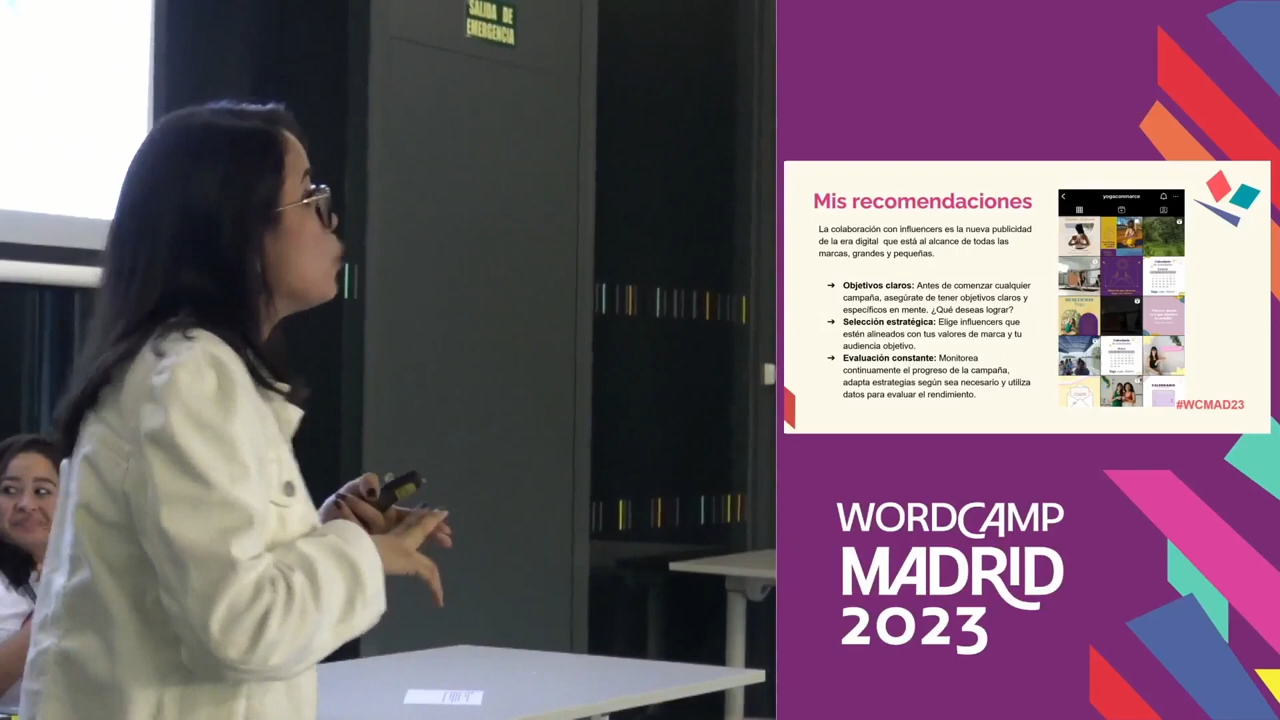 SALIDA DE
EMERGENCIA
Mis recomendaciones
La colaboración con influencers es la nueva publicidad
de la era digital que está al alcance de todas las
marcas, grandes y pequeñas.
➔ Objetivos claros: Antes de comenzar cualquier
campaña, asegúrate de tener objetivos claros y
específicos en mente. ¿Qué deseas lograr?
➔ Selección estratégica: Elige influencers que
estén alineados con tus valores de marca y tu
audiencia objetivo.
➔ Evaluación constante: Monitorea
continuamente el progreso de la campaña,
adapta estrategias según sea necesario y utiliza
datos para evaluar el rendimiento.
yogaconmarce
#WCMAD23
WORDCAMP
MADRID
2023